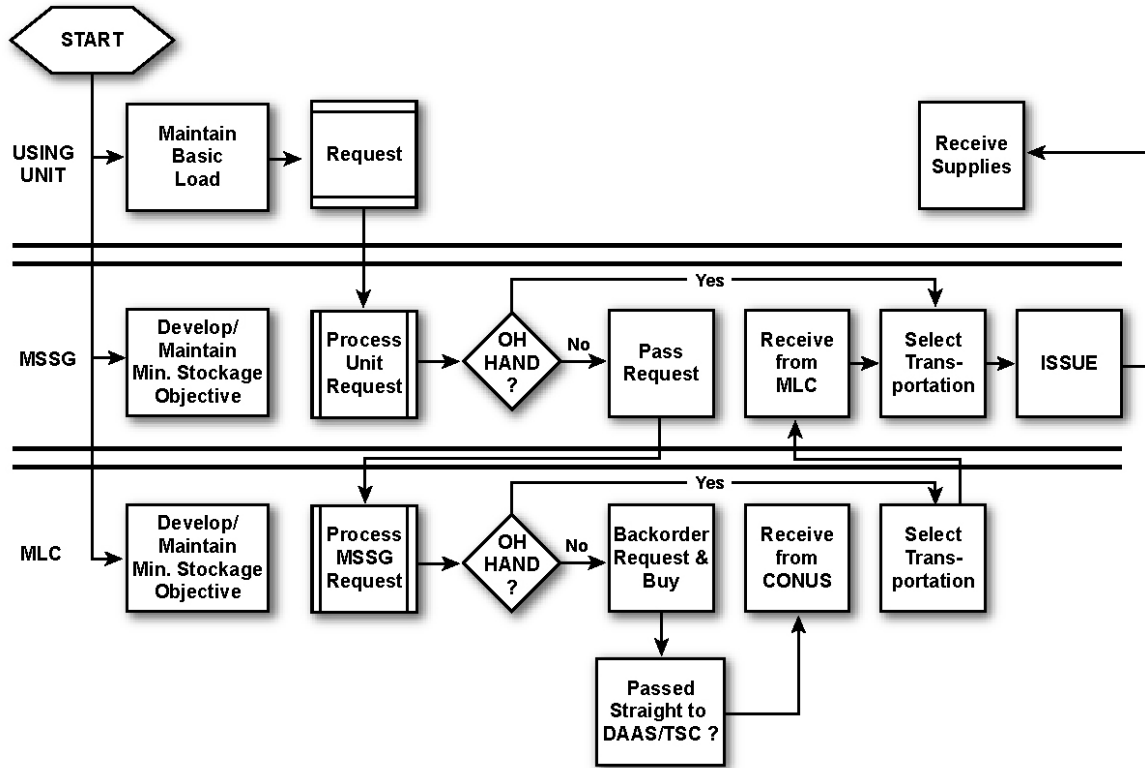 START
USING
UNIT
Maintain
Basic
Load
Request
Receive
Supplies
Yes
MSSG
Develop/
Maintain
Min. Stockage
Objective
Process
Unit
Request
OH
HAND
?
No
Pass
Request
Receive
from
MLC
Select
Trans-
portation
ISSUE
Yes
MLC
Develop/
Maintain
Min. Stockage
Objective
Process
MSSG
Request
OH
HAND
?
No
Backorder
Request &
Buy
Receive
from
CONUS
Select
Trans-
portation
Passed
Straight to
DAAS/TSC ?